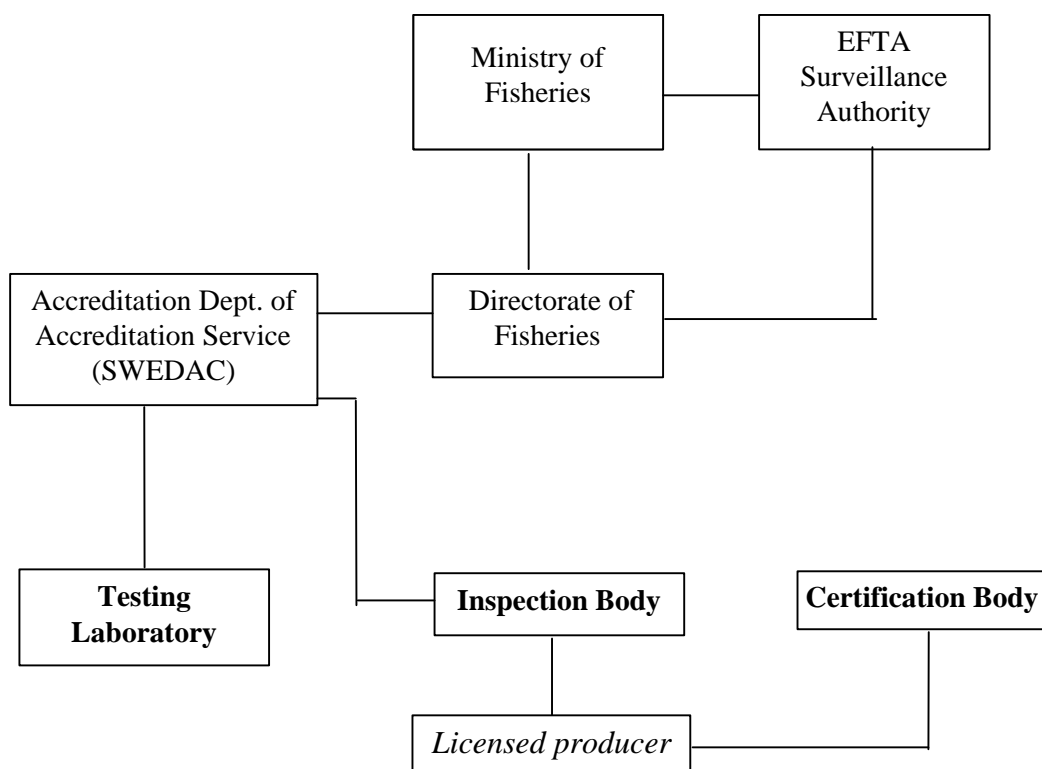 Ministry of
Fisheries
EFTA
Surveillance
Authority
Accreditation Dept. of
Accreditation Service
(SWEDAC)
Directorate of
Fisheries
Testing
Laboratory
Inspection Body
Certification Body
Licensed producer